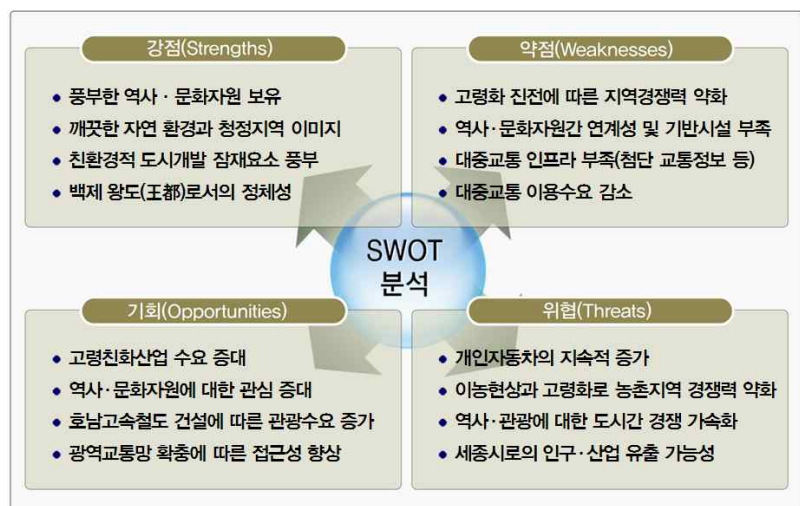 강점(Strengths)
• 풍부한 역사·문화자원 보유
• 깨끗한 자연 환경과 청정지역 이미지
• 친환경적 도시개발 잠재요소 풍부
• 백제 왕도(王都)로서의 정체성
약점(Weaknesses)
• 고령화 진전에 따른 지역경쟁력 약화
• 역사·문화자원간 연계성 및 기반시설 부족
• 대중교통 인프라 부족(첨단 교통정보 등)
• 대중교통 이용수요 감소
SWOT
분석
기회(Opportunities)
• 고령친화산업 수요 증대
• 역사·문화자원에 대한 관심 증대
• 호남고속철도 건설에 따른 관광수요 증가
• 광역교통망 확충에 따른 접근성 향상
위협(Threats)
• 개인자동차의 지속적 증가
• 이농현상과 고령화로 농촌지역 경쟁력 약화
• 역사·관광에 대한 도시간 경쟁 가속화
• 세종시로의 인구·산업 유출 가능성